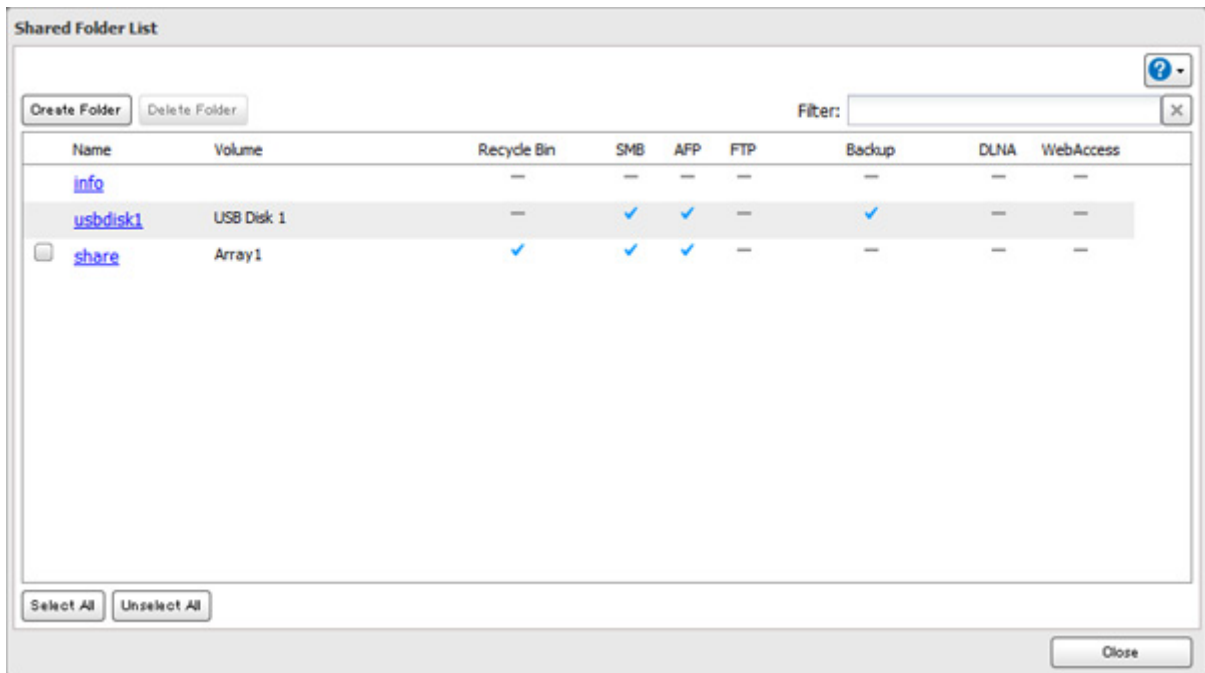 Shared Folder List
?
Create Folder Delete Folder Filter:
Name Volume Recycle Bin SMB AFP FTP Backup DLNA WebAccess
info — — — — — — —
usbdisk1 USB Disk 1 — ✔ ✔ — ✔ — —
share Array1 ✔ ✔ ✔ — — — —
Select All Unselect All
Close